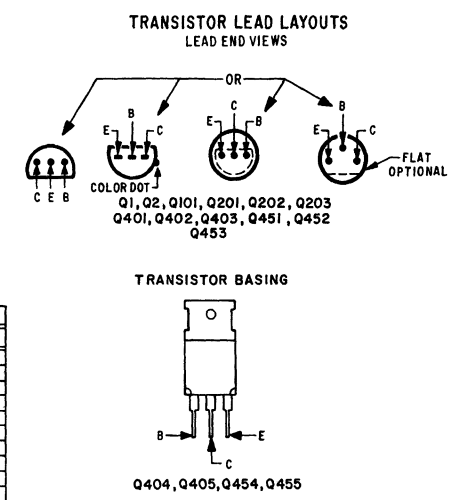 TRANSISTOR LEAD LAYOUTS
LEAD END VIEWS
OR
B
E C
C
E B
B
E C
C E B
COLOR DOT
FLAT
OPTIONAL
Q1, Q2, Q101, Q201, Q202, Q203
Q401, Q402, Q403, Q451, Q452
Q453
TRANSISTOR BASING
B E
C
Q404, Q405, Q454, Q455